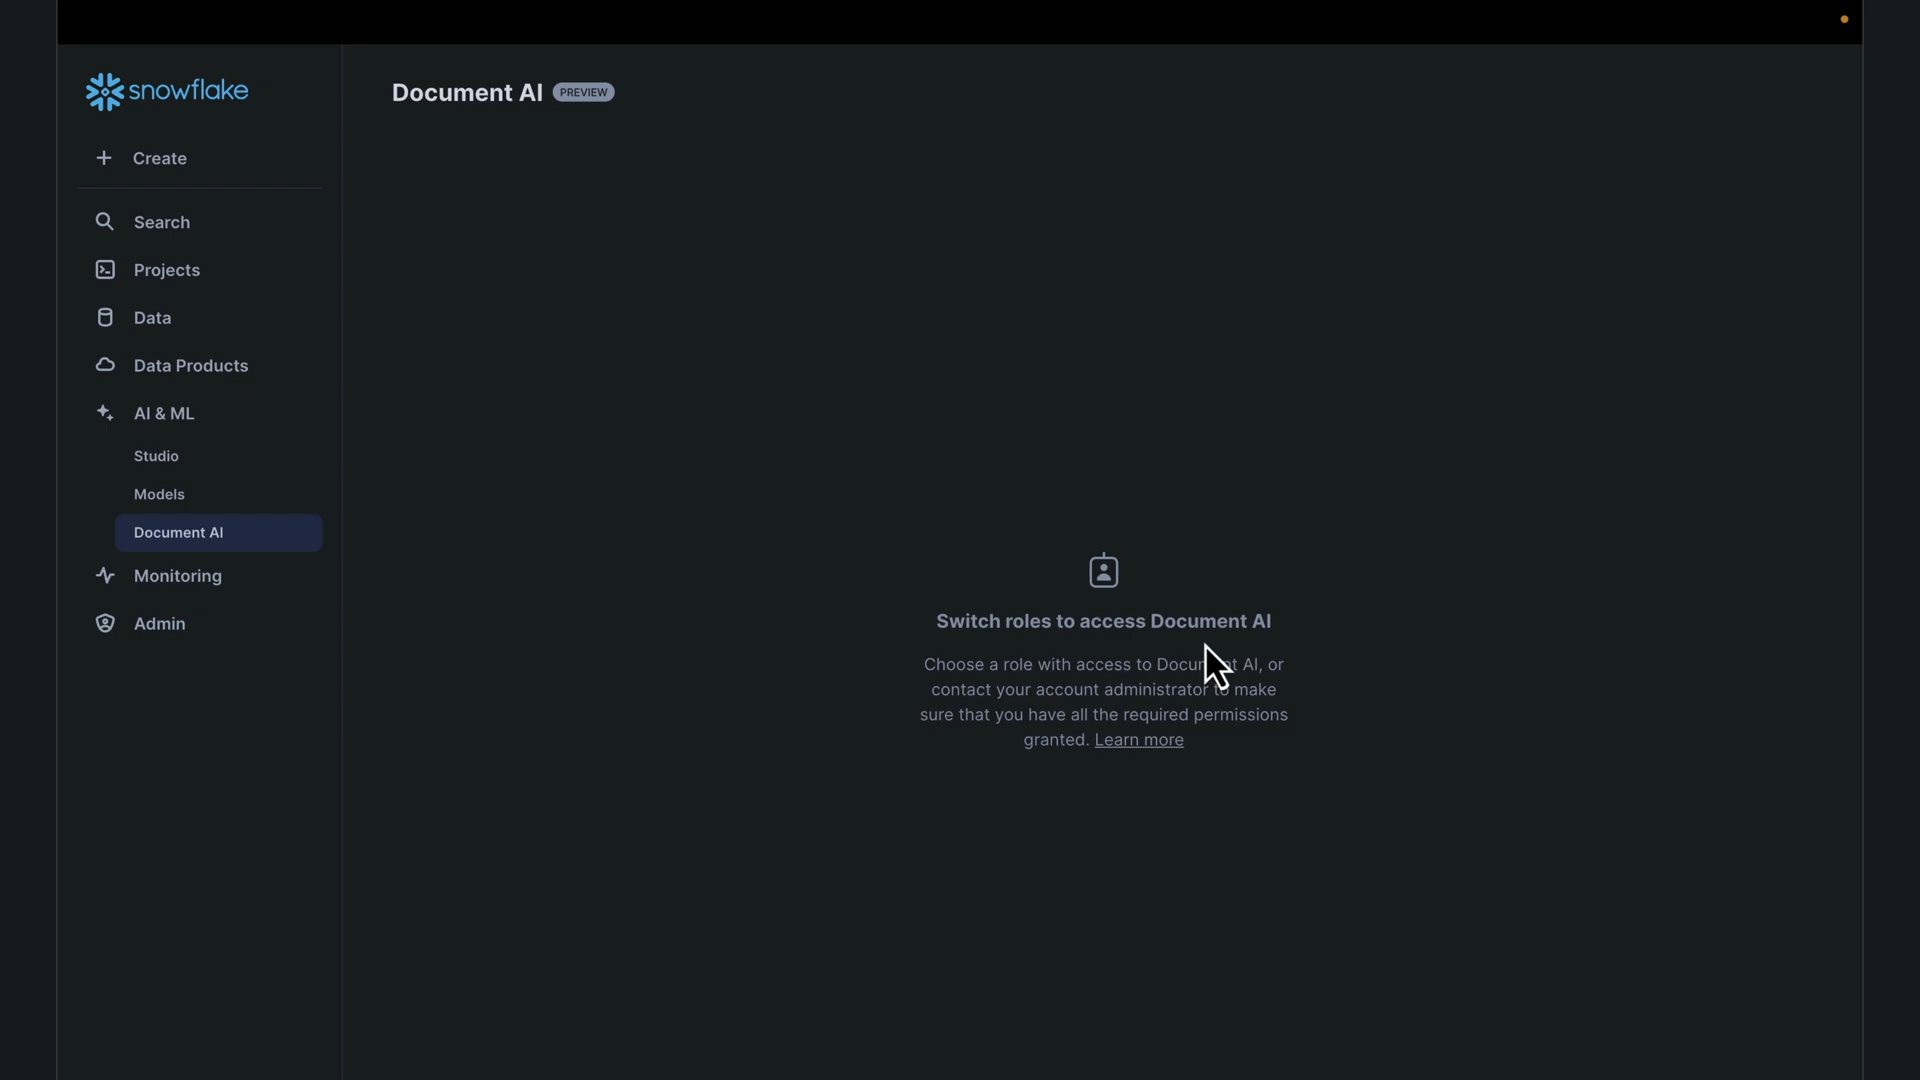 snowflake
Document AI PREVIEW
Create
Search
Projects
Data
Data Products
AI & ML
Studio
Models
Document AI
Monitoring
Admin
Switch roles to access Document AI
Choose a role with access to Document AI, or
contact your account administrator to make
sure that you have all the required permissions
granted. Learn more